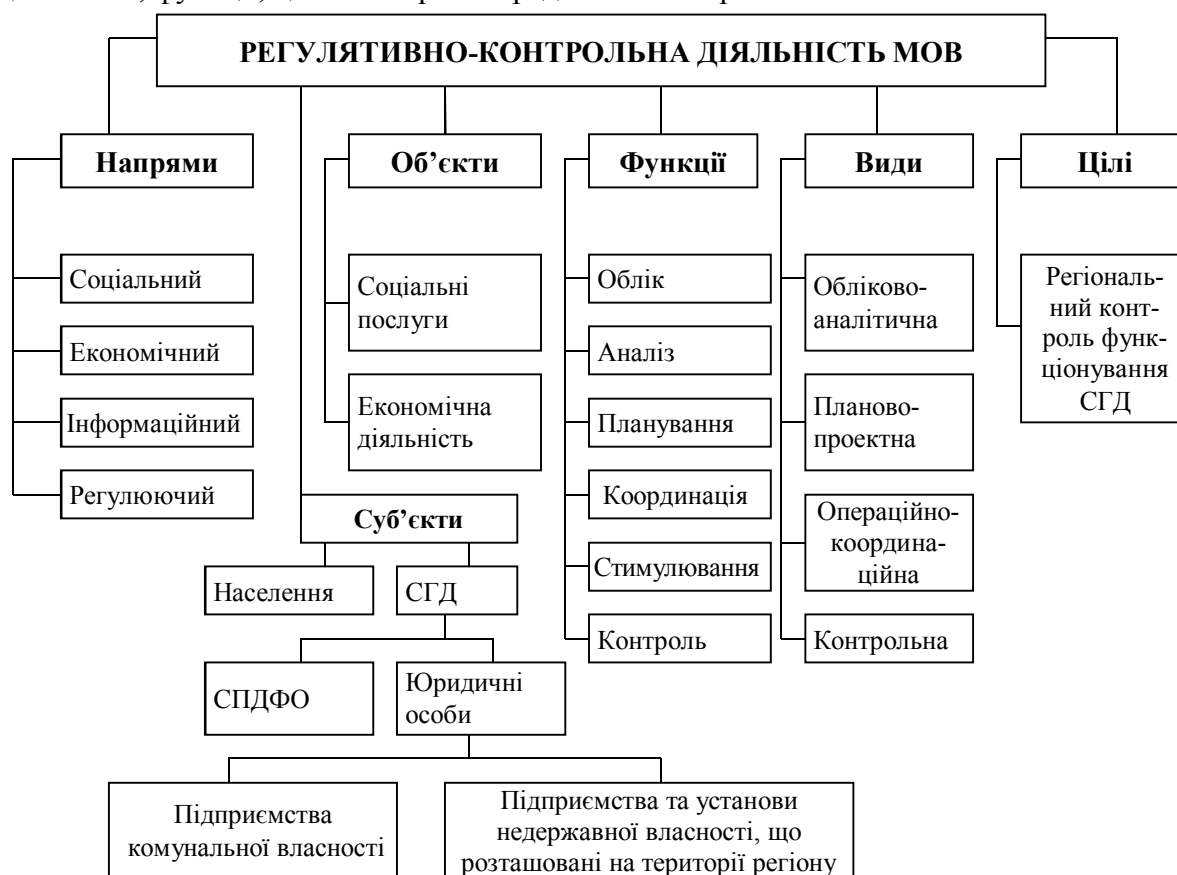 РЕГУЛЯТИВНО-КОНТРОЛЬНА ДІЯЛЬНІСТЬ МОВ
Напрями
Об’єкти
Функції
Види
Цілі
Соціальний
Економічний
Інформаційний
Регулюючий
Соціальні
послуги
Економічна
діяльність
Облік
Аналіз
Планування
Координація
Стимулювання
Контроль
Обліково-
аналітична
Планово-
проектна
Операційно-
координа-
ційна
Контрольна
Регіональ-
ний конт-
роль функ-
ціонування
СГД
Суб’єкти
Населення
СГД
СПДФО
Юридичні
особи
Підприємства
комунальної власності
Підприємства та установи
недержавної власності, що
розташовані на території регіону